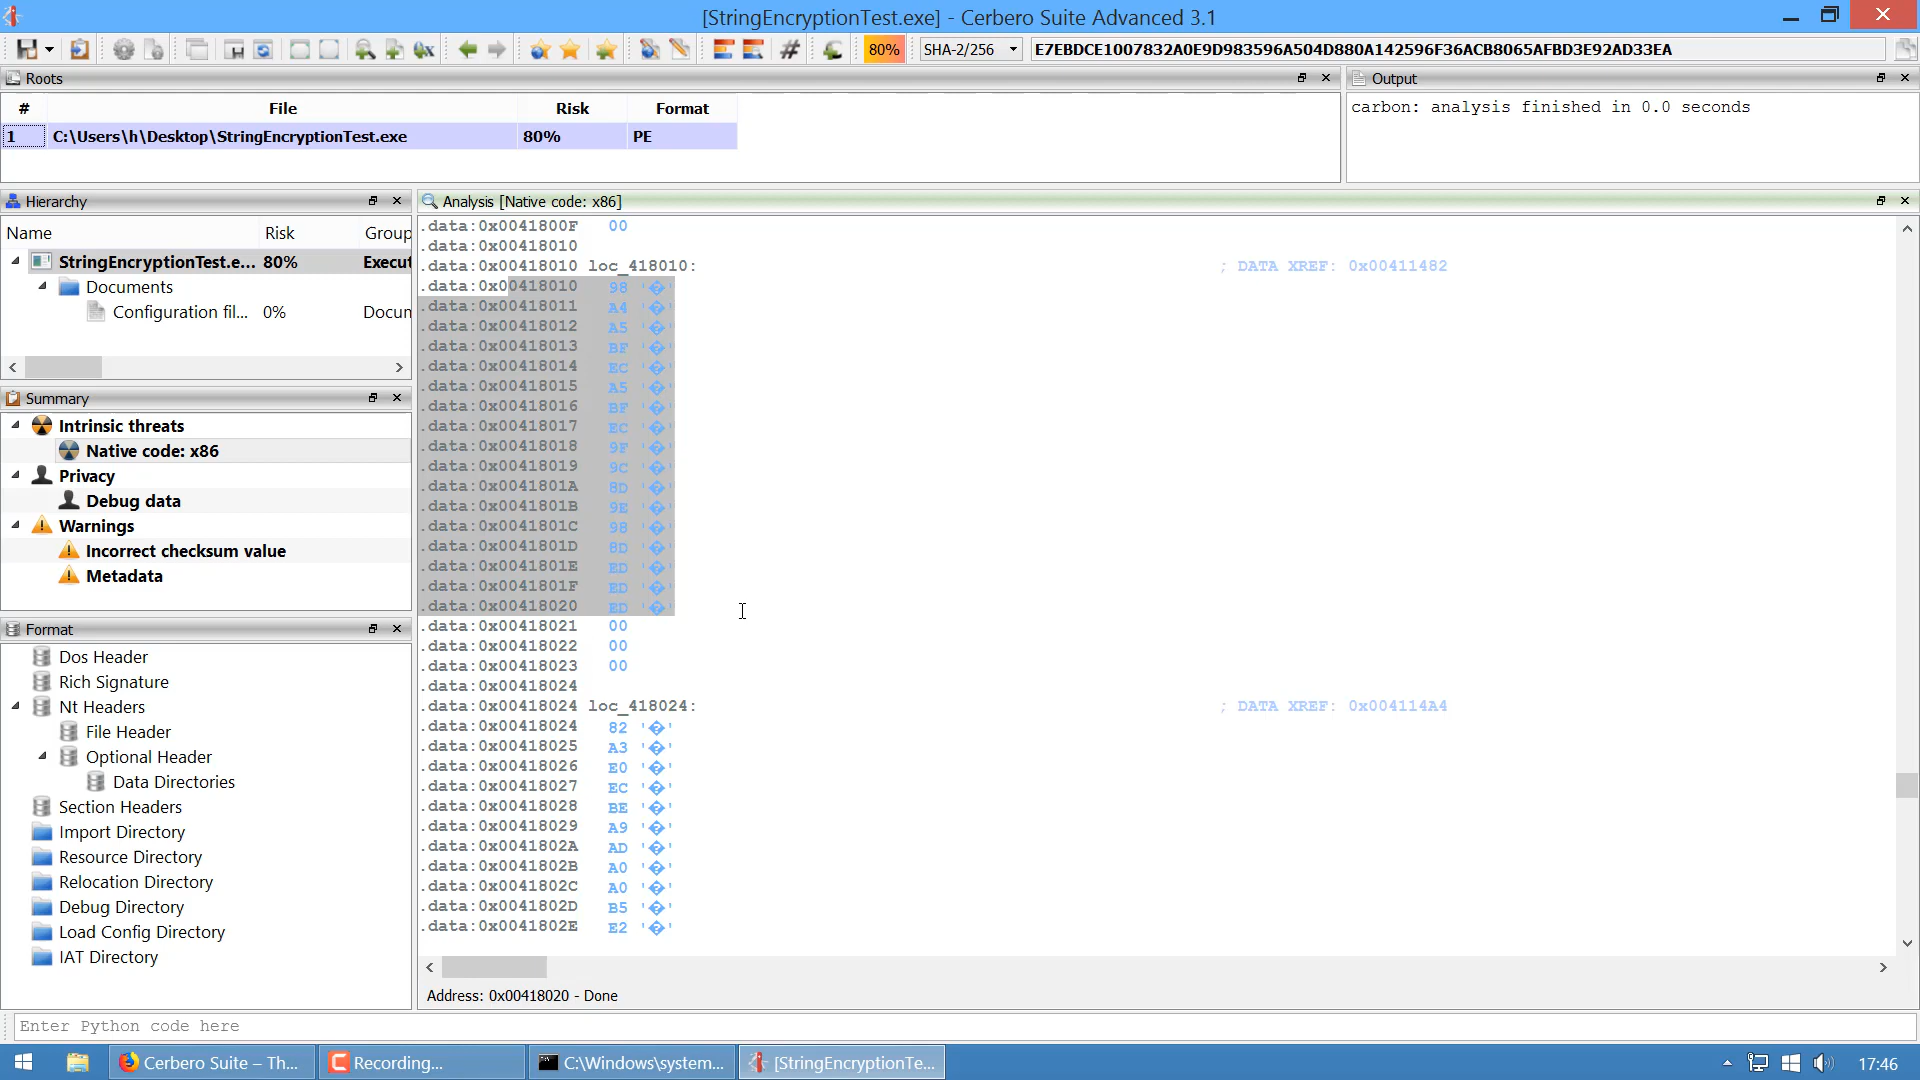 [StringEncryptionTest.exe] - Cerbero Suite Advanced 3.1
80% SHA-2/256 E7EBDCE1007832A0E9D983596A504D880A142596F36ACB8065AFBD3E92AD33EA
Roots
# File Risk Format
1 C:\Users\h\Desktop\StringEncryptionTest.exe 80% PE
Output
carbon: analysis finished in 0.0 seconds
Hierarchy
Name Risk Group
StringEncryptionTest.e... 80% Execut
Documents
Configuration fil... 0% Docum
Summary
Intrinsic threats
Native code: x86
Privacy
Debug data
Warnings
Incorrect checksum value
Metadata
Format
Dos Header
Rich Signature
Nt Headers
File Header
Optional Header
Data Directories
Section Headers
Import Directory
Resource Directory
Relocation Directory
Debug Directory
Load Config Directory
IAT Directory
Analysis [Native code: x86]
.data:0x0041800F 00
.data:0x00418010
.data:0x00418010 loc_418010: ; DATA XREF: 0x00411482
.data:0x00418010 98 '�'
.data:0x00418011 A4 '�'
.data:0x00418012 A5 '�'
.data:0x00418013 BF '�'
.data:0x00418014 EC '�'
.data:0x00418015 A5 '�'
.data:0x00418016 BF '�'
.data:0x00418017 EC '�'
.data:0x00418018 9F '�'
.data:0x00418019 9C '�'
.data:0x0041801A 8D '�'
.data:0x0041801B 9E '�'
.data:0x0041801C 98 '�'
.data:0x0041801D 8D '�'
.data:0x0041801E ED '�'
.data:0x0041801F ED '�'
.data:0x00418020 ED '�'
.data:0x00418021 00
.data:0x00418022 00
.data:0x00418023 00
.data:0x00418024
.data:0x00418024 loc_418024: ; DATA XREF: 0x004114A4
.data:0x00418024 82 '�'
.data:0x00418025 A3 '�'
.data:0x00418026 E0 '�'
.data:0x00418027 EC '�'
.data:0x00418028 BE '�'
.data:0x00418029 A9 '�'
.data:0x0041802A AD '�'
.data:0x0041802B A0 '�'
.data:0x0041802C A0 '�'
.data:0x0041802D B5 '�'
.data:0x0041802E E2 '�'
Address: 0x00418020 - Done
Enter Python code here
Cerbero Suite – Th...
Recording...
C:\Windows\system...
[StringEncryptionTe...
17:46